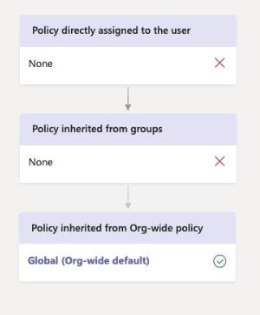 Policy directly assigned to the user
None
Policy inherited from groups
None
Policy inherited from Org-wide policy
Global (Org-wide default)